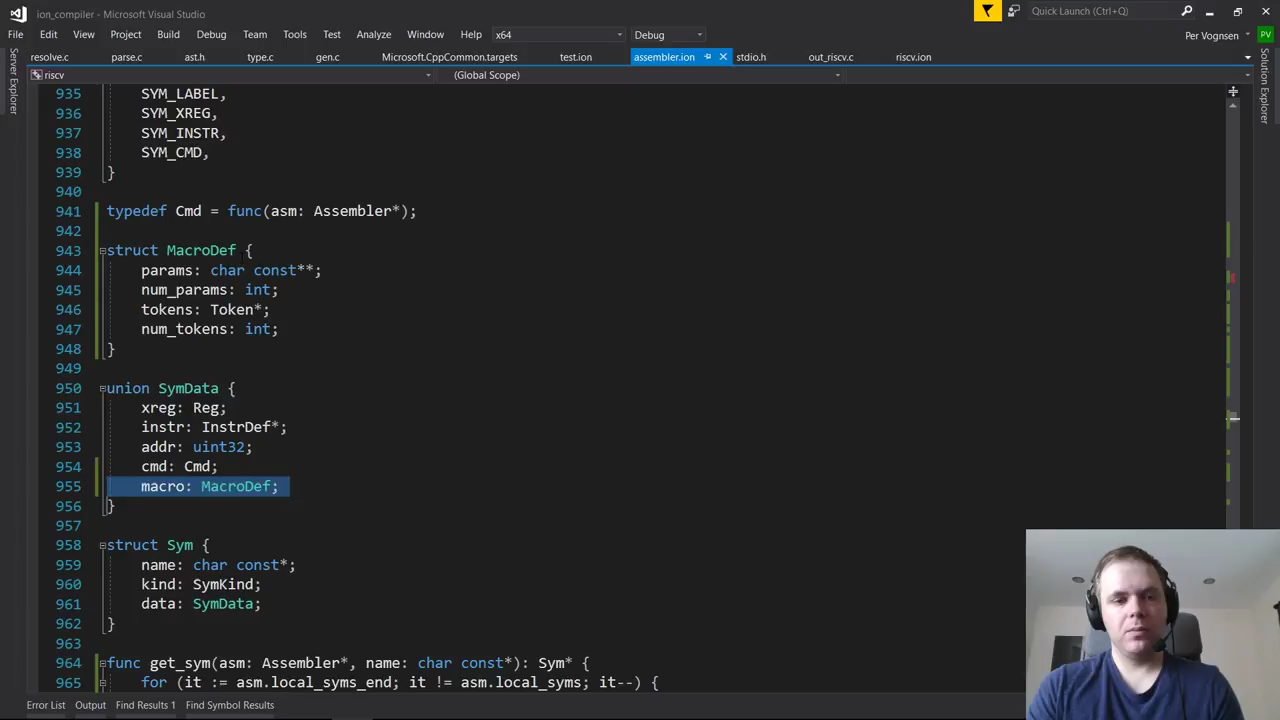 ion_compiler - Microsoft Visual Studio
Quick Launch (Ctrl+Q)
File Edit View Project Build Debug Team Tools Test Analyze Window Help x64 Debug
Per Vognsen PV
resolve.c parse.c ast.h type.c gen.c Microsoft.CppCommon.targets test.ion assembler.ion stdio.h out_riscv.c riscv.ion
riscv (Global Scope)
Server Explorer
Solution Explorer
935 SYM_LABEL,
936 SYM_XREG,
937 SYM_INSTR,
938 SYM_CMD,
939 }
940
941 typedef Cmd = func(asm: Assembler*);
942
943 struct MacroDef {
944 params: char const**;
945 num_params: int;
946 tokens: Token*;
947 num_tokens: int;
948 }
949
950 union SymData {
951 xreg: Reg;
952 instr: InstrDef*;
953 addr: uint32;
954 cmd: Cmd;
955 macro: MacroDef;
956 }
957
958 struct Sym {
959 name: char const*;
960 kind: SymKind;
961 data: SymData;
962 }
963
964 func get_sym(asm: Assembler*, name: char const*): Sym* {
965 for (it := asm.local_syms_end; it != asm.local_syms; it--) {
Error List Output Find Results 1 Find Symbol Results